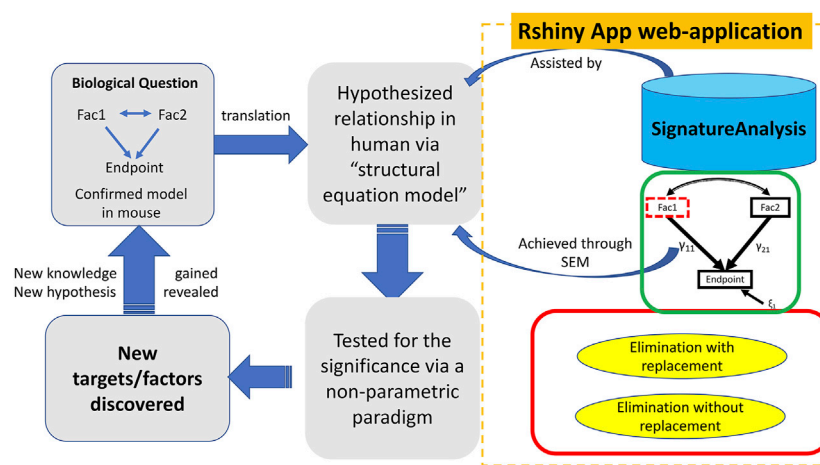 Rshiny App web-application
Biological Question
Fac1
Fac2
Endpoint
Confirmed model
in mouse
translation
Hypothesized
relationship in
human via
“structural
equation model”
Assisted by
SignatureAnalysis
Achieved through
SEM
Fac1
Fac2
γ11
γ21
Endpoint
ξ1
New knowledge
gained
New hypothesis
revealed
New
targets/factors
discovered
Tested for the
significance via a
non-parametric
paradigm
Elimination with
replacement
Elimination without
replacement